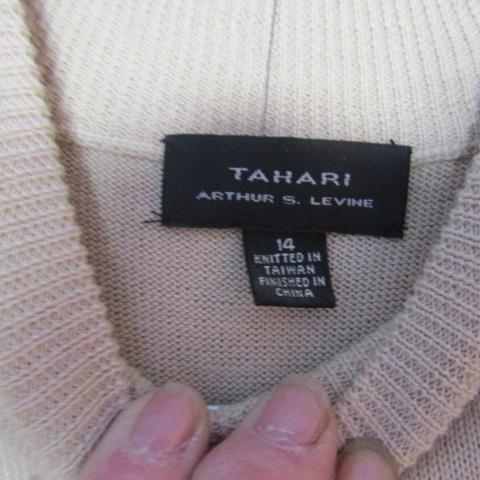 TAHARI
ARTHUR S. LEVINE
14
KNITTED IN
TAIWAN
FINISHED IN
CHINA